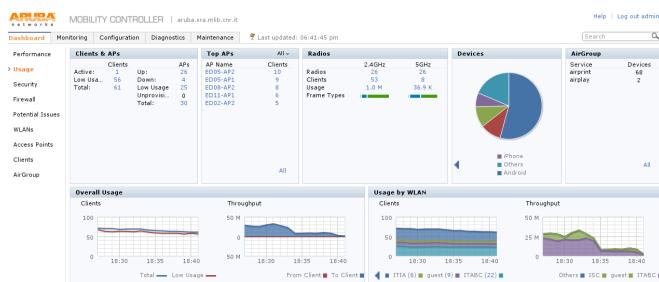 ARUBA
networks
MOBILITY CONTROLLER | aruba.sra.mlib.cnr.it
Help | Log out admin
Dashboard Monitoring Configuration Diagnostics Maintenance Last updated: 06:41:45 pm Search
Performance
Usage
Security
Firewall
Potential Issues
WLANs
Access Points
Clients
AirGroup
Clients & APs
Clients APs
Active: 1 Up: 26
Low Usa... 56 Down: 4
Total: 61 Low Usage 25
Unprovisi... 0
Total: 30
Top APs All
AP Name Clients
ED05-AP2 10
ED05-AP1 9
ED08-AP2 8
ED11-AP1 6
ED02-AP2 5
All
Radios
2.4GHz 5GHz
Radios 26 26
Clients 53 8
Usage 1.0 M 36.9 K
Frame Types
Devices
iPhone
Others
Android
AirGroup
Service Devices
airprint 68
airplay 2
All
Overall Usage
Clients
100
50
0
18:30 18:35 18:40
Total Low Usage
Throughput
50 M
0
50 M
18:30 18:35 18:40
From Client To Client
Usage by WLAN
Clients
100
50
0
18:30 18:35 18:40
ITIA (6) guest (9) ITABC (22)
Throughput
50 M
25 M
0
18:30 18:35 18:40
Others ISC guest ITABC (